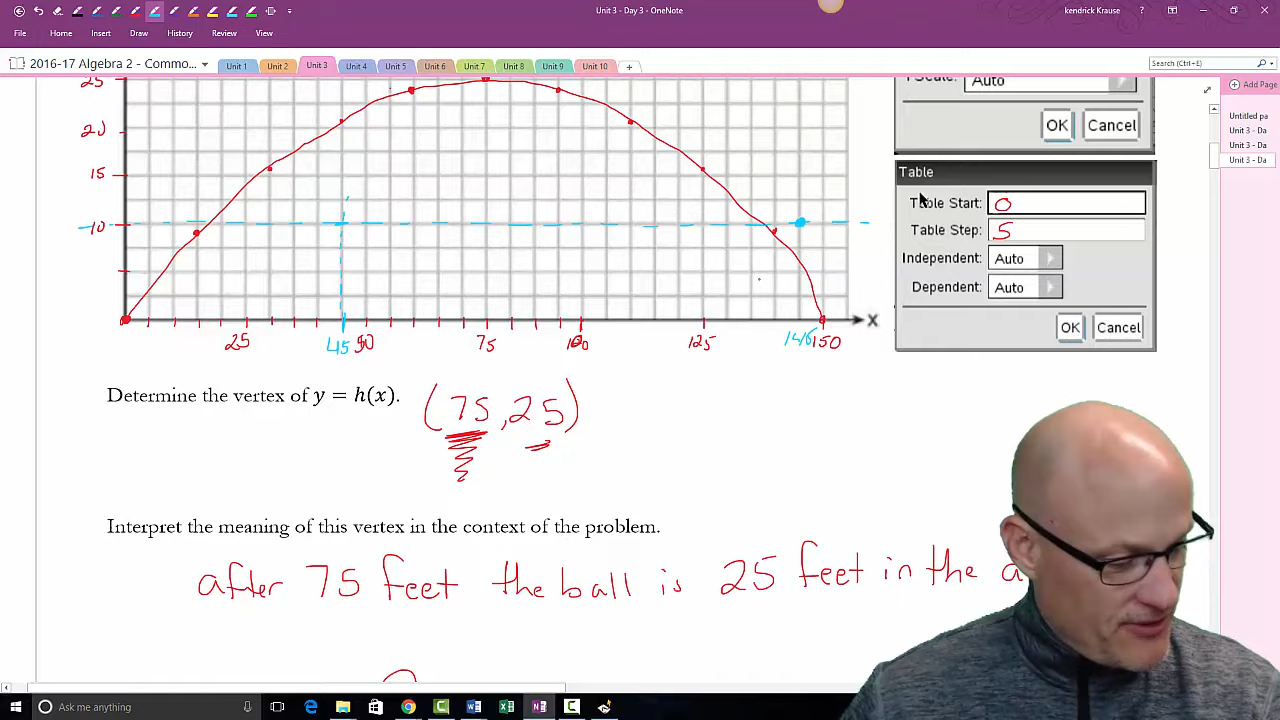 Unit 3 - Day 3 - OneNote
kendrick Krause
File Home Insert Draw History Review View
2016-17 Algebra 2 - Commo...
Unit 1 Unit 2 Unit 3 Unit 4 Unit 5 Unit 6 Unit 7 Unit 8 Unit 9 Unit 10
Search (Ctrl+E)
Add Page
Untitled pa
Unit 3 - Da
Unit 3 - Da
Unit 3 - Da
25
20
15
10
25 45 50 75 100 125 146 150
x
Auto
OK Cancel
Table
Table Start: 0
Table Step: 5
Independent: Auto
Dependent: Auto
OK Cancel
Determine the vertex of y = h(x). (75, 25)
Interpret the meaning of this vertex in the context of the problem.
after 75 feet the ball is 25 feet in the
Ask me anything